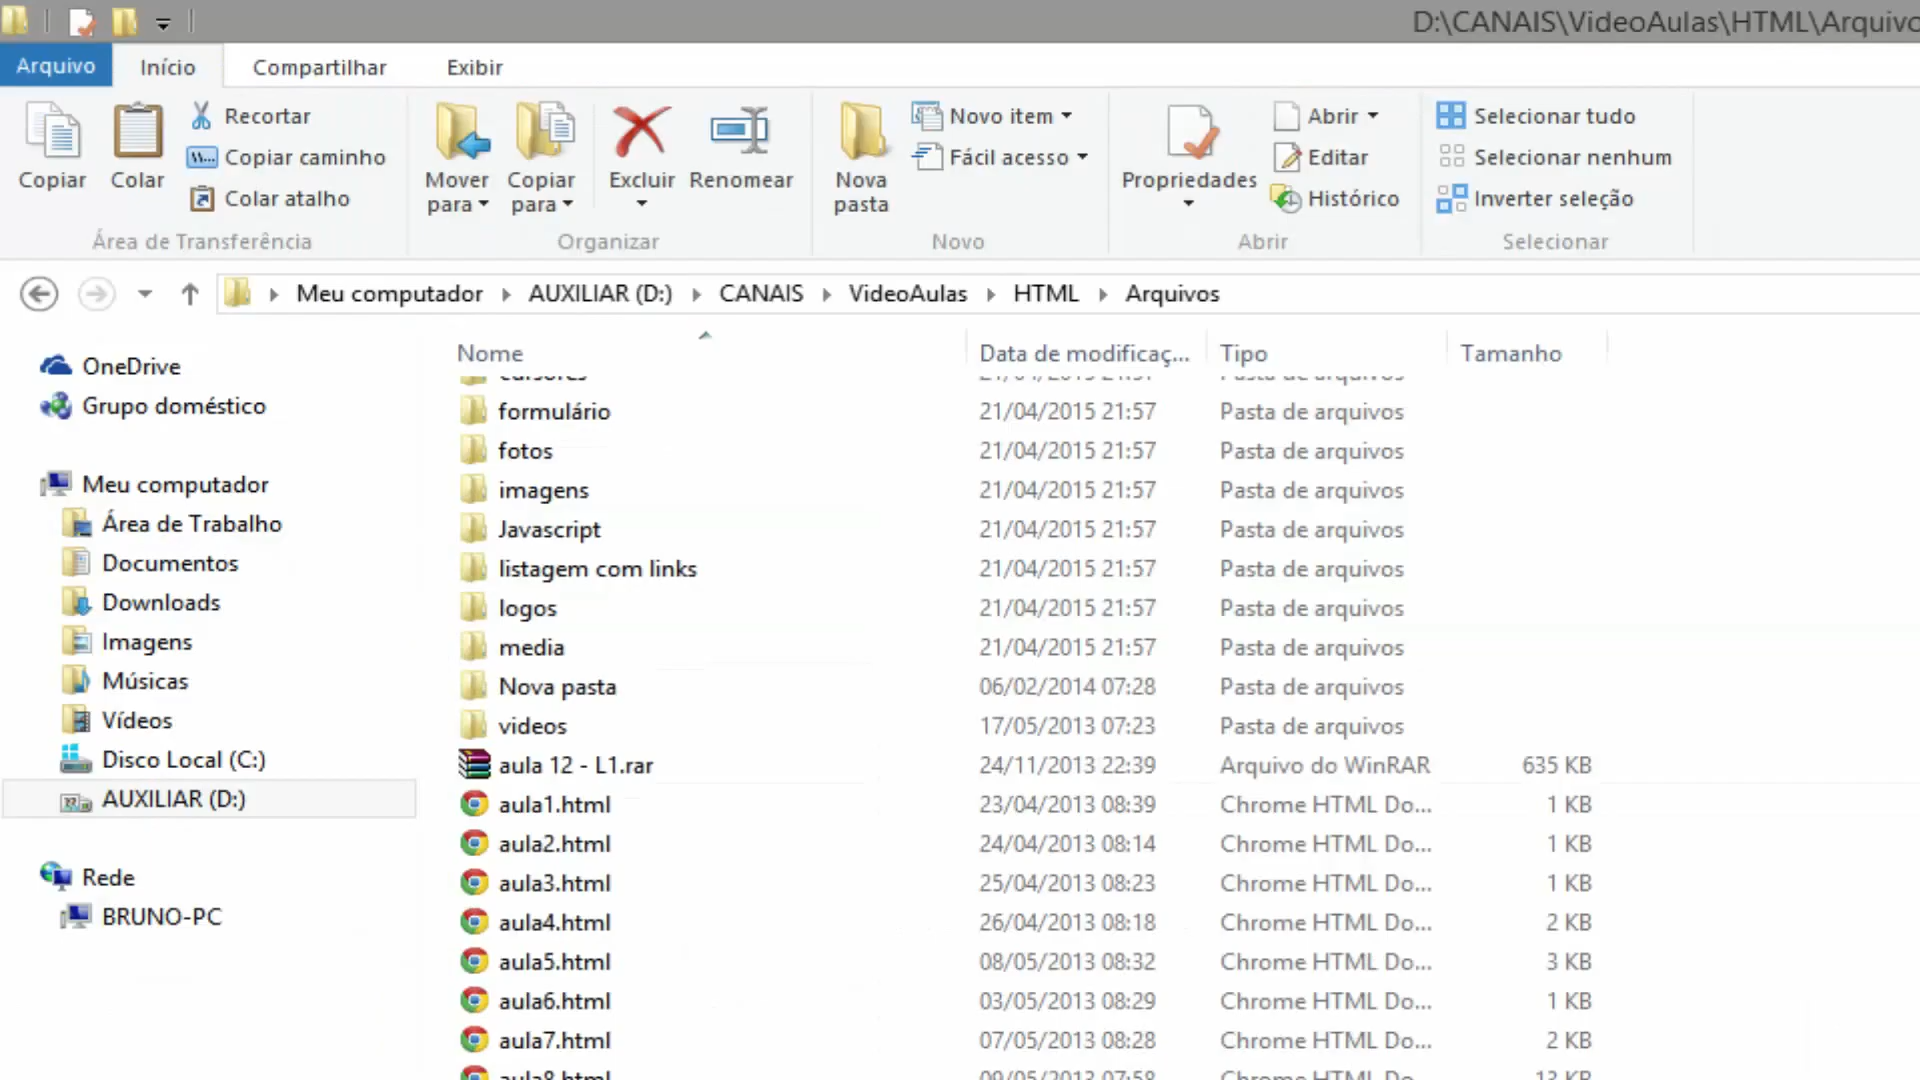 D:\CANAIS\VideoAulas\HTML\Arquivo
Arquivo Início Compartilhar Exibir
Copiar
Colar
Recortar
Copiar caminho
Colar atalho
Área de Transferência
Mover para
Copiar para
Excluir
Renomear
Organizar
Nova pasta
Novo item
Fácil acesso
Novo
Propriedades
Abrir
Editar
Histórico
Abrir
Selecionar tudo
Selecionar nenhum
Inverter seleção
Selecionar
Meu computador AUXILIAR (D:) CANAIS VideoAulas HTML Arquivos
OneDrive
Grupo doméstico
Meu computador
Área de Trabalho
Documentos
Downloads
Imagens
Músicas
Vídeos
Disco Local (C:)
AUXILIAR (D:)
Rede
BRUNO-PC
Nome Data de modificaç... Tipo Tamanho
formulário 21/04/2015 21:57 Pasta de arquivos
fotos 21/04/2015 21:57 Pasta de arquivos
imagens 21/04/2015 21:57 Pasta de arquivos
Javascript 21/04/2015 21:57 Pasta de arquivos
listagem com links 21/04/2015 21:57 Pasta de arquivos
logos 21/04/2015 21:57 Pasta de arquivos
media 21/04/2015 21:57 Pasta de arquivos
Nova pasta 06/02/2014 07:28 Pasta de arquivos
videos 17/05/2013 07:23 Pasta de arquivos
aula 12 - L1.rar 24/11/2013 22:39 Arquivo do WinRAR 635 KB
aula1.html 23/04/2013 08:39 Chrome HTML Do... 1 KB
aula2.html 24/04/2013 08:14 Chrome HTML Do... 1 KB
aula3.html 25/04/2013 08:23 Chrome HTML Do... 1 KB
aula4.html 26/04/2013 08:18 Chrome HTML Do... 2 KB
aula5.html 08/05/2013 08:32 Chrome HTML Do... 3 KB
aula6.html 03/05/2013 08:29 Chrome HTML Do... 1 KB
aula7.html 07/05/2013 08:28 Chrome HTML Do... 2 KB